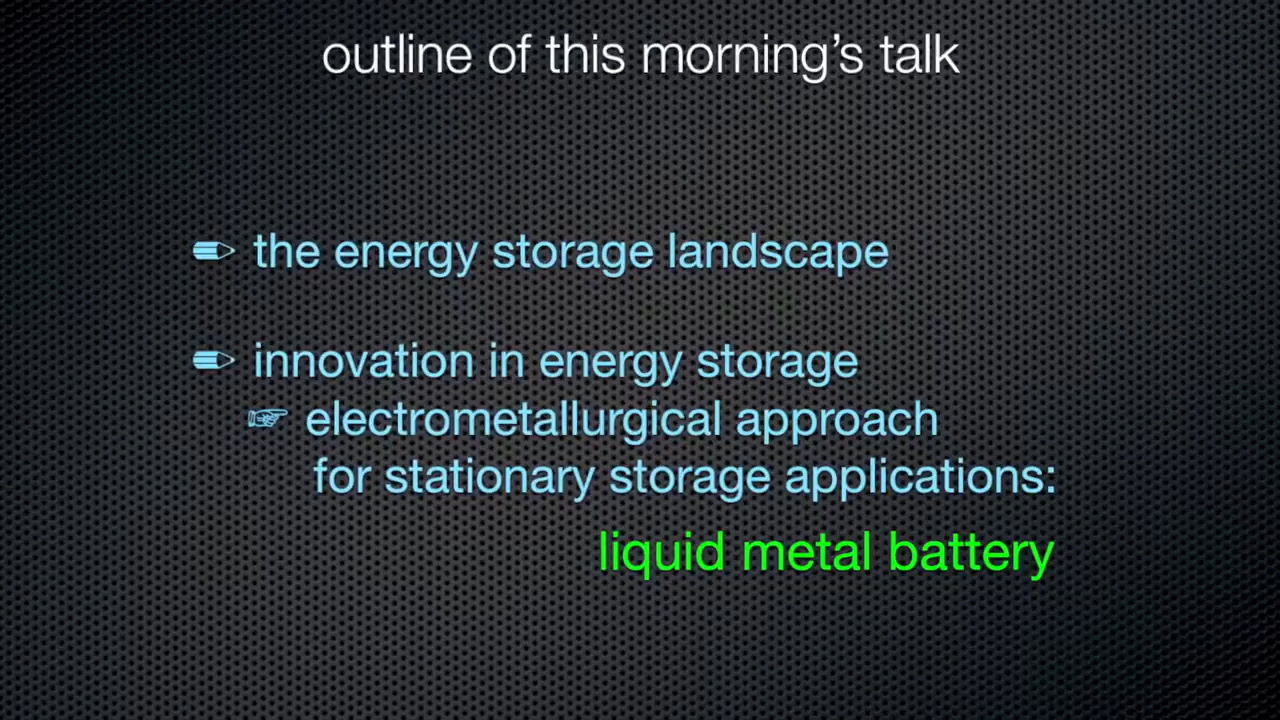 outline of this morning’s talk
✏ the energy storage landscape
✏ innovation in energy storage
☞ electrometallurgical approach
for stationary storage applications:
liquid metal battery